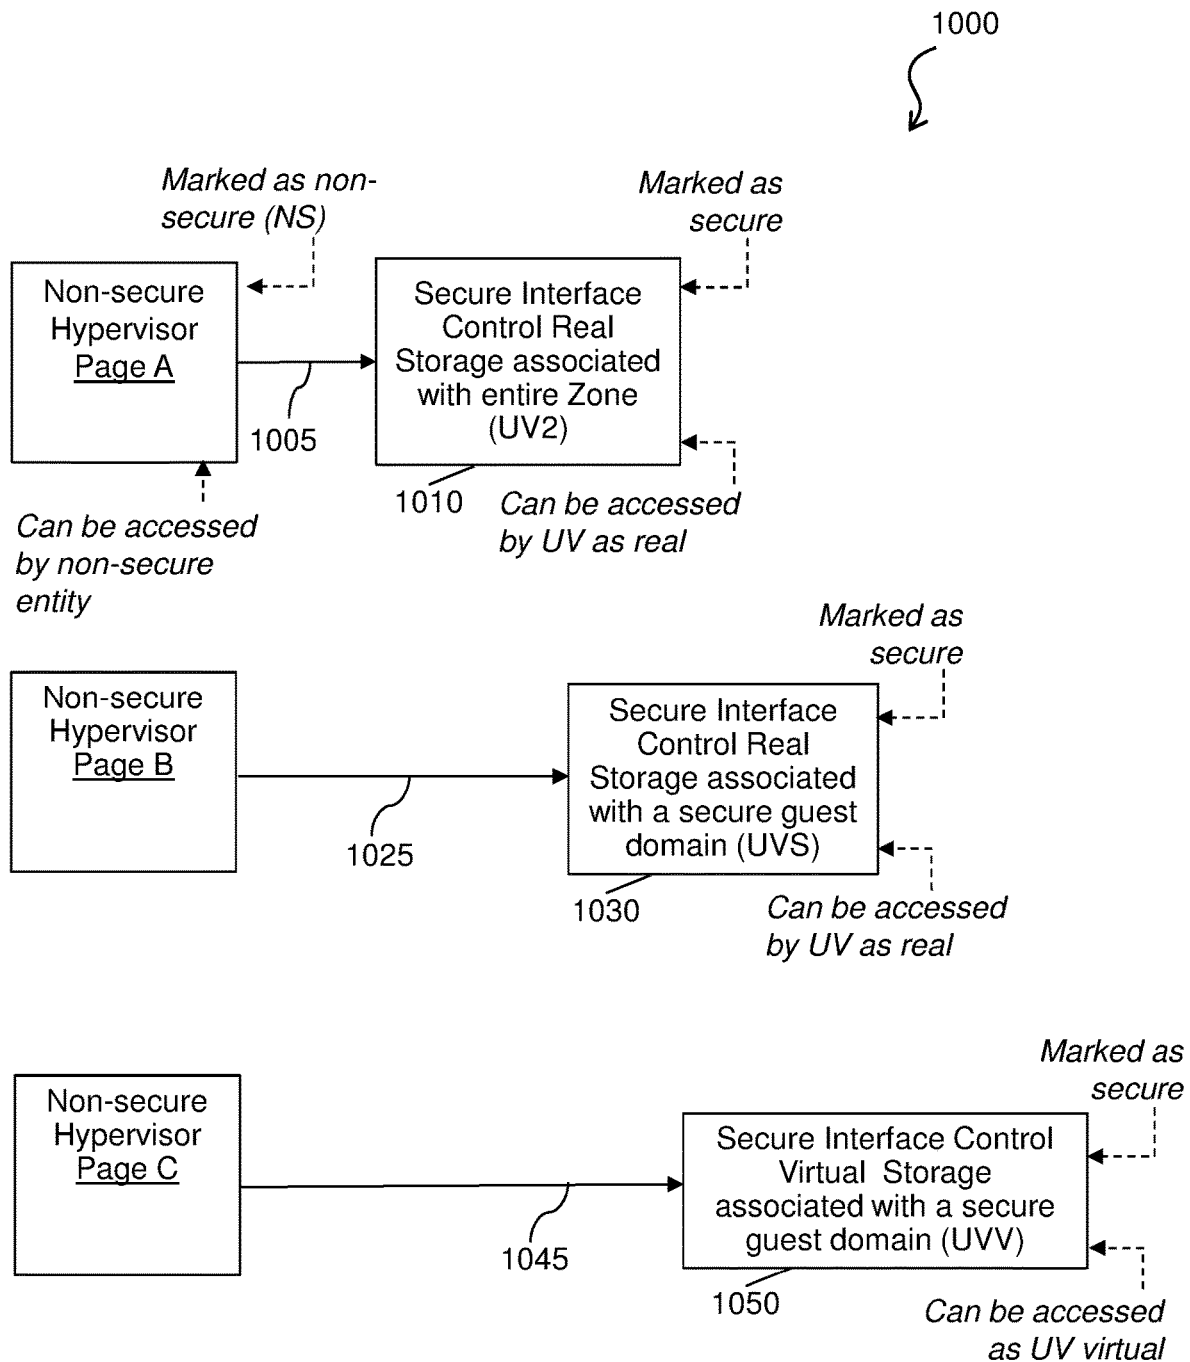 1000
Marked as non-
secure (NS)
Marked as
secure
Non-secure
Hypervisor
Page A
Secure Interface
Control Real
Storage associated
with entire Zone
(UV2)
1005
1010
Can be accessed
by UV as real
Can be accessed
by non-secure
entity
Marked as
secure
Non-secure
Hypervisor
Page B
Secure Interface
Control Real
Storage associated
with a secure guest
domain (UVS)
1025
1030
Can be accessed
by UV as real
Marked as
secure
Non-secure
Hypervisor
Page C
Secure Interface Control
Virtual Storage
associated with a secure
guest domain (UVV)
1045
1050
Can be accessed
as UV virtual